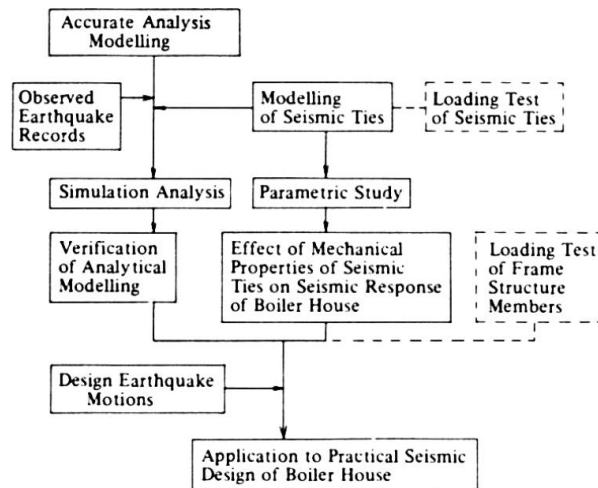 Accurate Analysis
Modelling
Observed
Earthquake
Records
Modelling
of Seismic Ties
Loading Test
of Seismic Ties
Simulation Analysis
Parametric Study
Verification
of Analytical
Modelling
Effect of Mechanical
Properties of Seismic
Ties on Seismic Response
of Boiler House
Loading Test
of Frame
Structure
Members
Design Earthquake
Motions
Application to Practical Seismic
Design of Boiler House